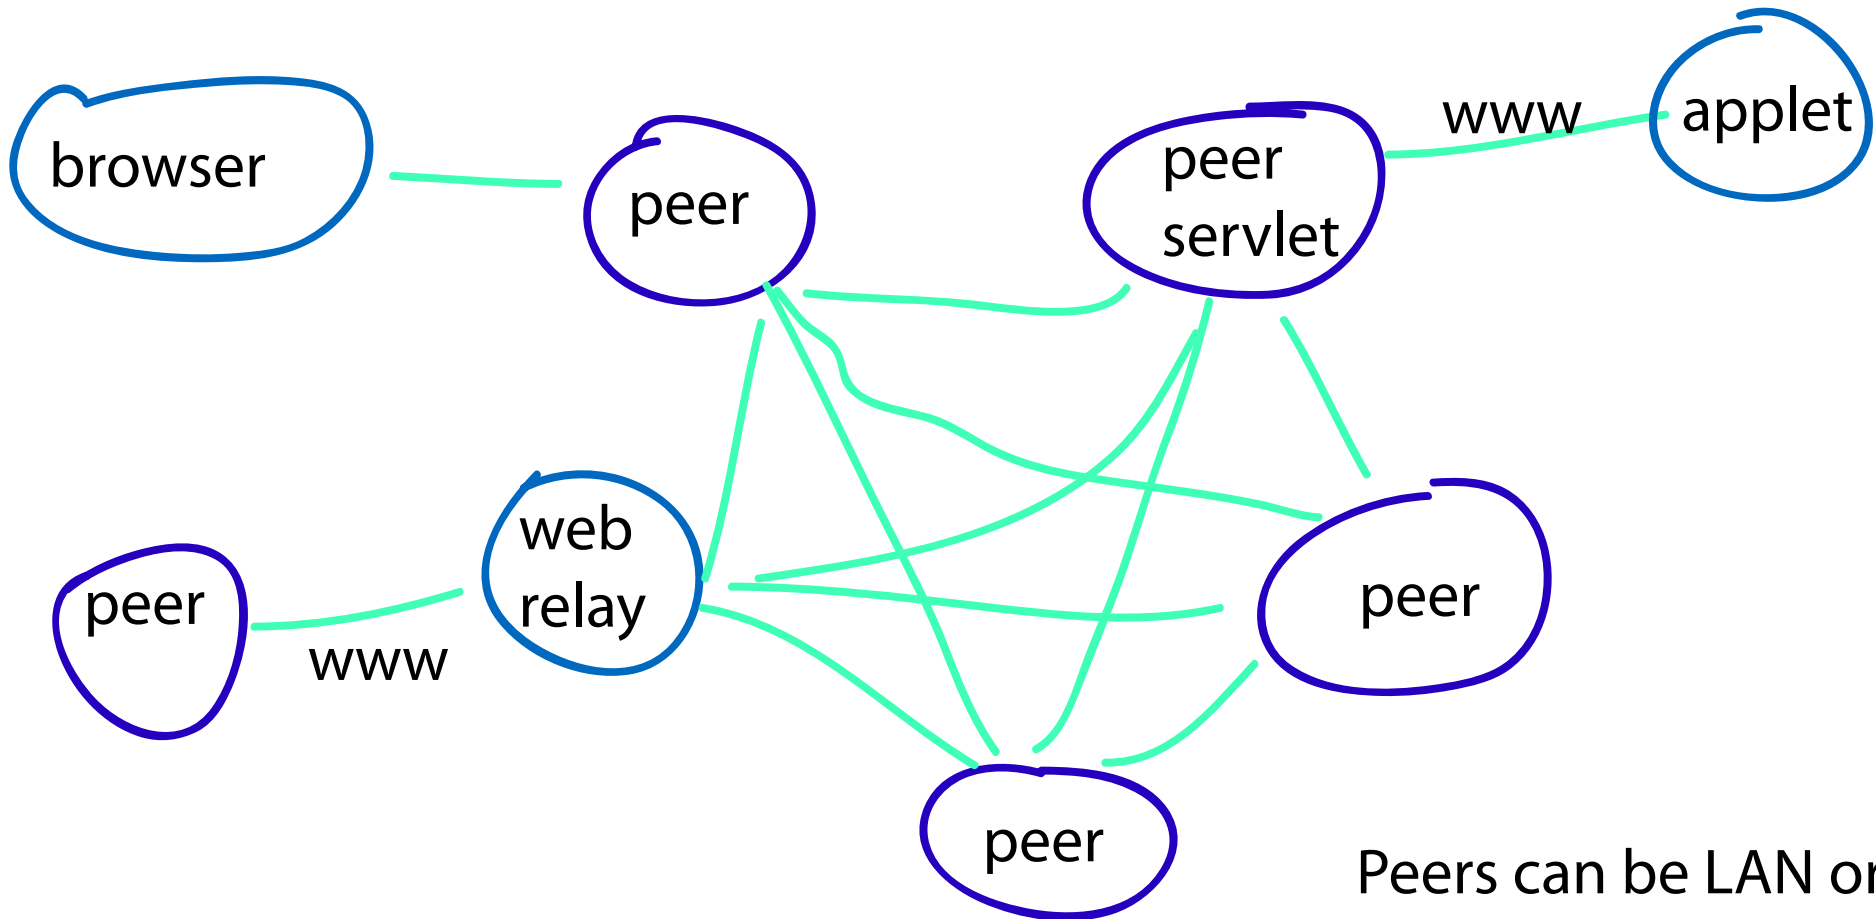 browser
peer
peer
servlet
www
applet
peer
www
web
relay
peer
peer
Peers can be LAN or